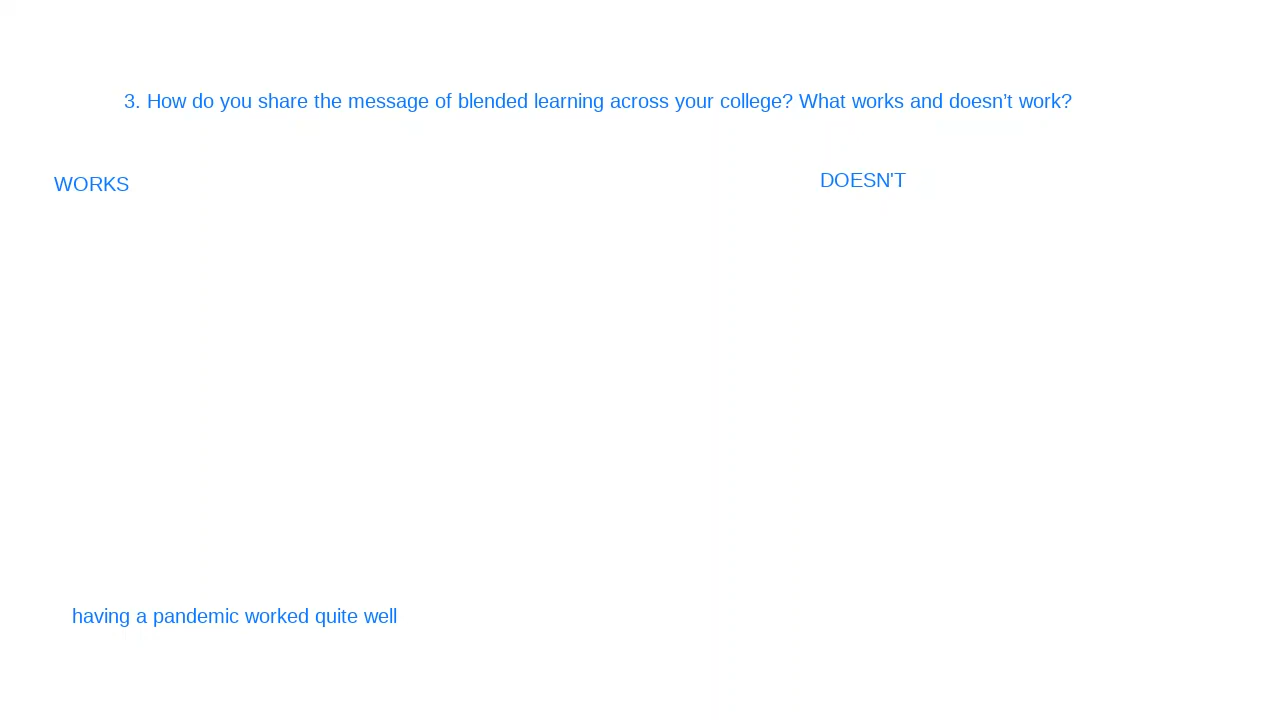 3. How do you share the message of blended learning across your college? What works and doesn’t work?
WORKS
DOESN'T
having a pandemic worked quite well